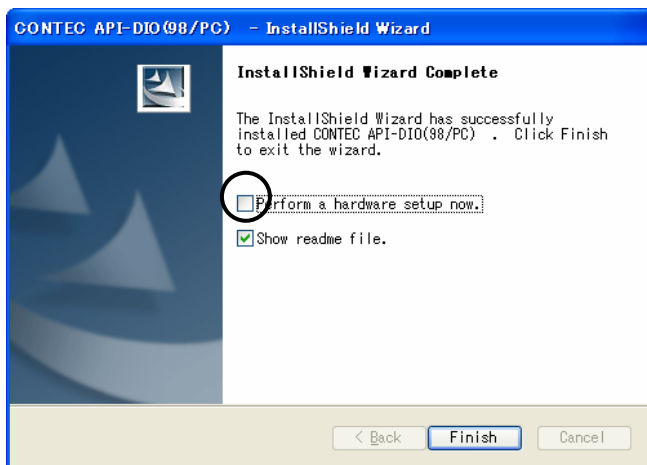 CONTEC API-DIO(98/PC) - InstallShield Wizard
InstallShield Wizard Complete
The InstallShield Wizard has successfully
installed CONTEC API-DIO(98/PC) . Click Finish
to exit the wizard.
Perform a hardware setup now.
Show readme file.
< Back Finish Cancel